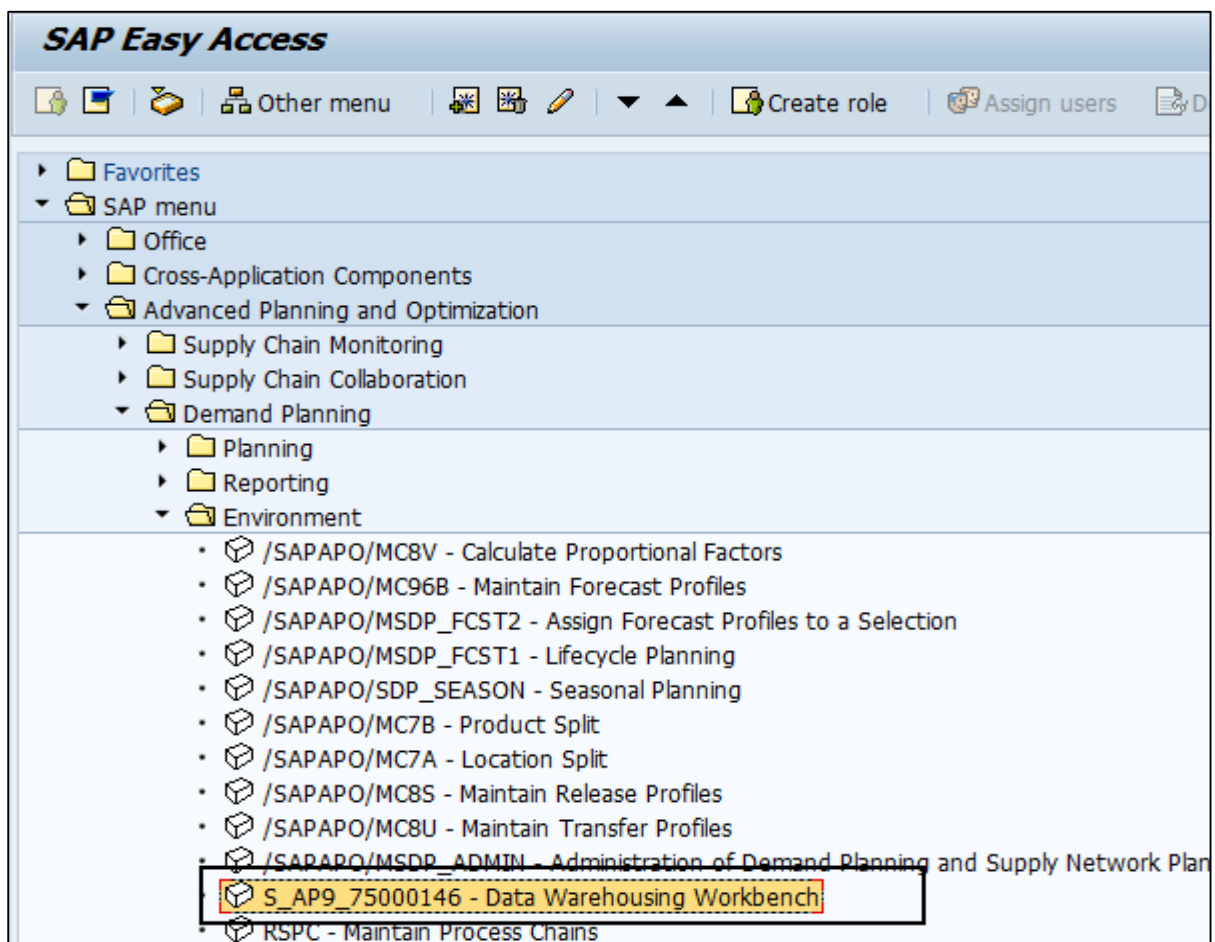 SAP Easy Access
Other menu Create role Assign users D
Favorites
SAP menu
Office
Cross-Application Components
Advanced Planning and Optimization
Supply Chain Monitoring
Supply Chain Collaboration
Demand Planning
Planning
Reporting
Environment
/SAPAPO/MC8V - Calculate Proportional Factors
/SAPAPO/MC96B - Maintain Forecast Profiles
/SAPAPO/MSDP_FCST2 - Assign Forecast Profiles to a Selection
/SAPAPO/MSDP_FCST1 - Lifecycle Planning
/SAPAPO/SDP_SEASON - Seasonal Planning
/SAPAPO/MC7B - Product Split
/SAPAPO/MC7A - Location Split
/SAPAPO/MC8S - Maintain Release Profiles
/SAPAPO/MC8U - Maintain Transfer Profiles
/SAPAPO/MSDP_ADMIN - Administration of Demand Planning and Supply Network Plan
S_AP9_75000146 - Data Warehousing Workbench
RSPC - Maintain Process Chains